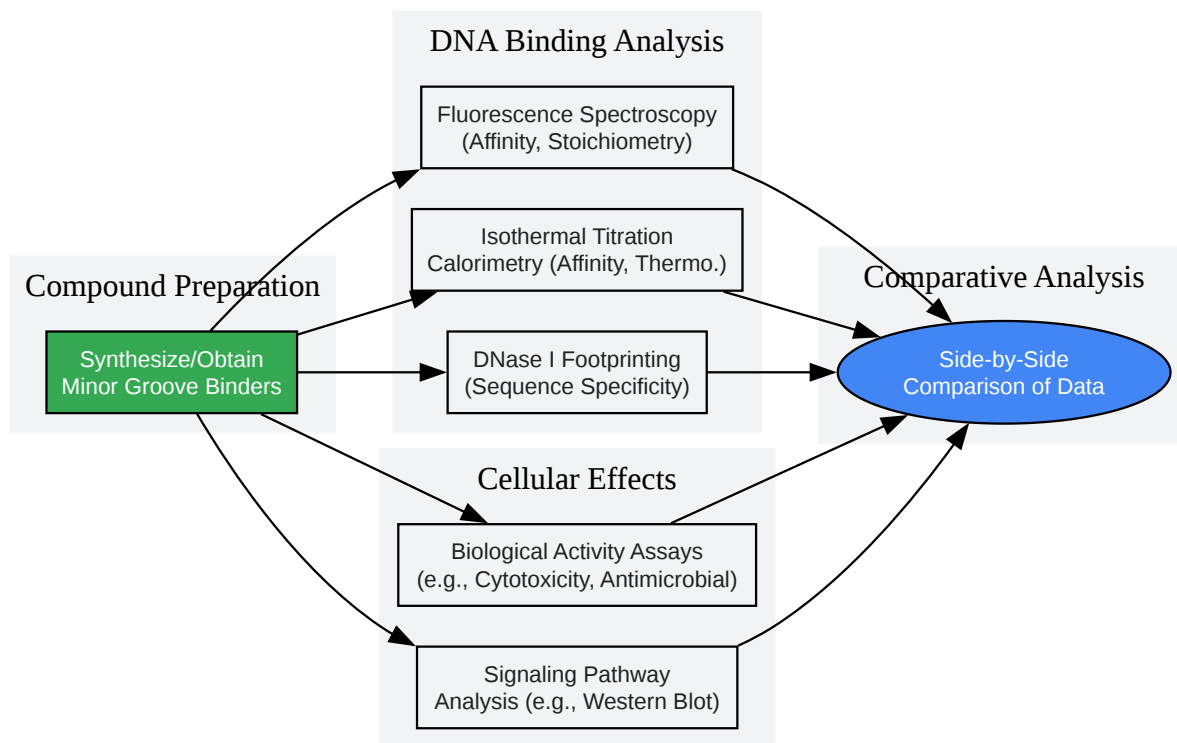 DNA Binding Analysis
Fluorescence Spectroscopy
(Affinity, Stoichiometry)
Isothermal Titration
Calorimetry (Affinity, Thermo.)
DNase I Footprinting
(Sequence Specificity)
Compound Preparation
Synthesize/Obtain
Minor Groove Binders
Comparative Analysis
Side-by-Side
Comparison of Data
Cellular Effects
Biological Activity Assays
(e.g., Cytotoxicity, Antimicrobial)
Signaling Pathway
Analysis (e.g., Western Blot)